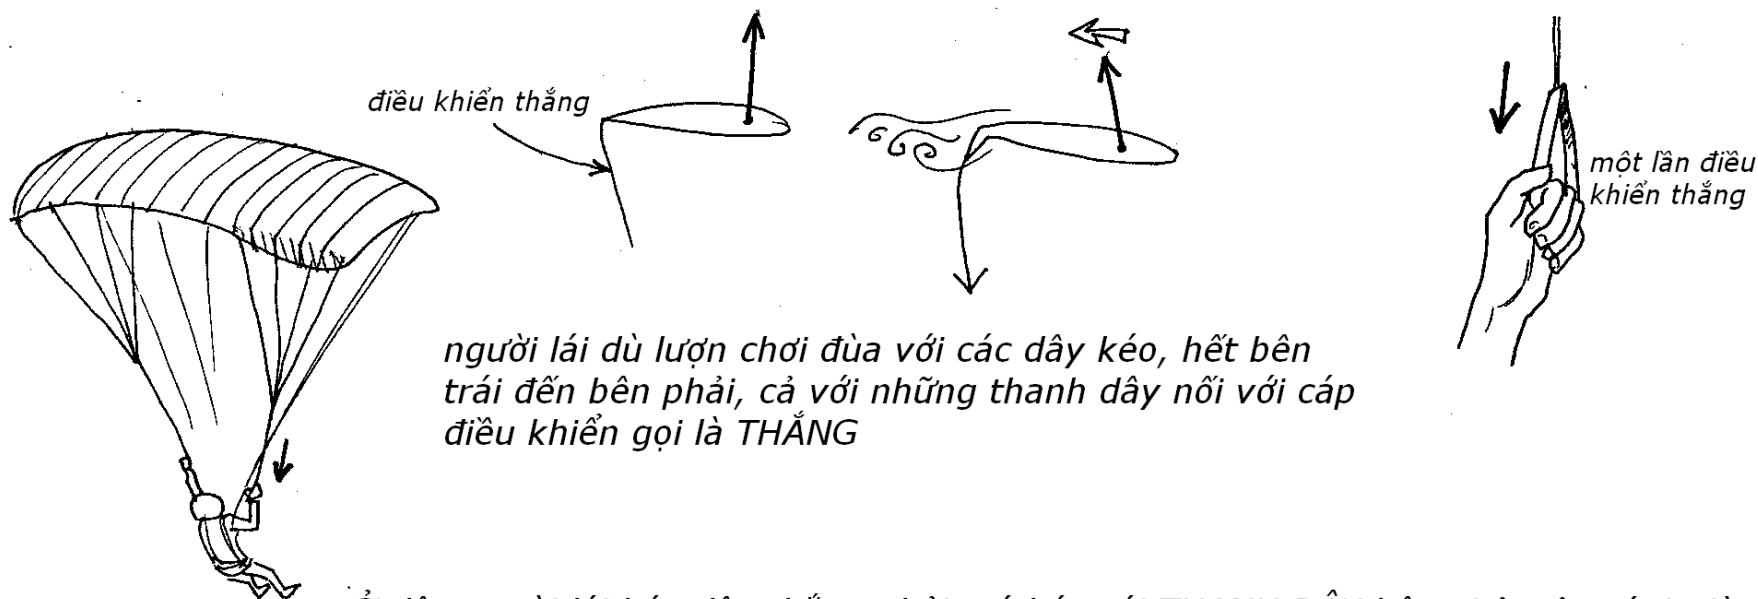 điều khiển thắng
một lần điều
khiển thắng
người lái dù lượn chơi đùa với các dây kéo, hết bên
trái đến bên phải, cả với những thanh dây nối với cáp
điều khiển gọi là THẮNG